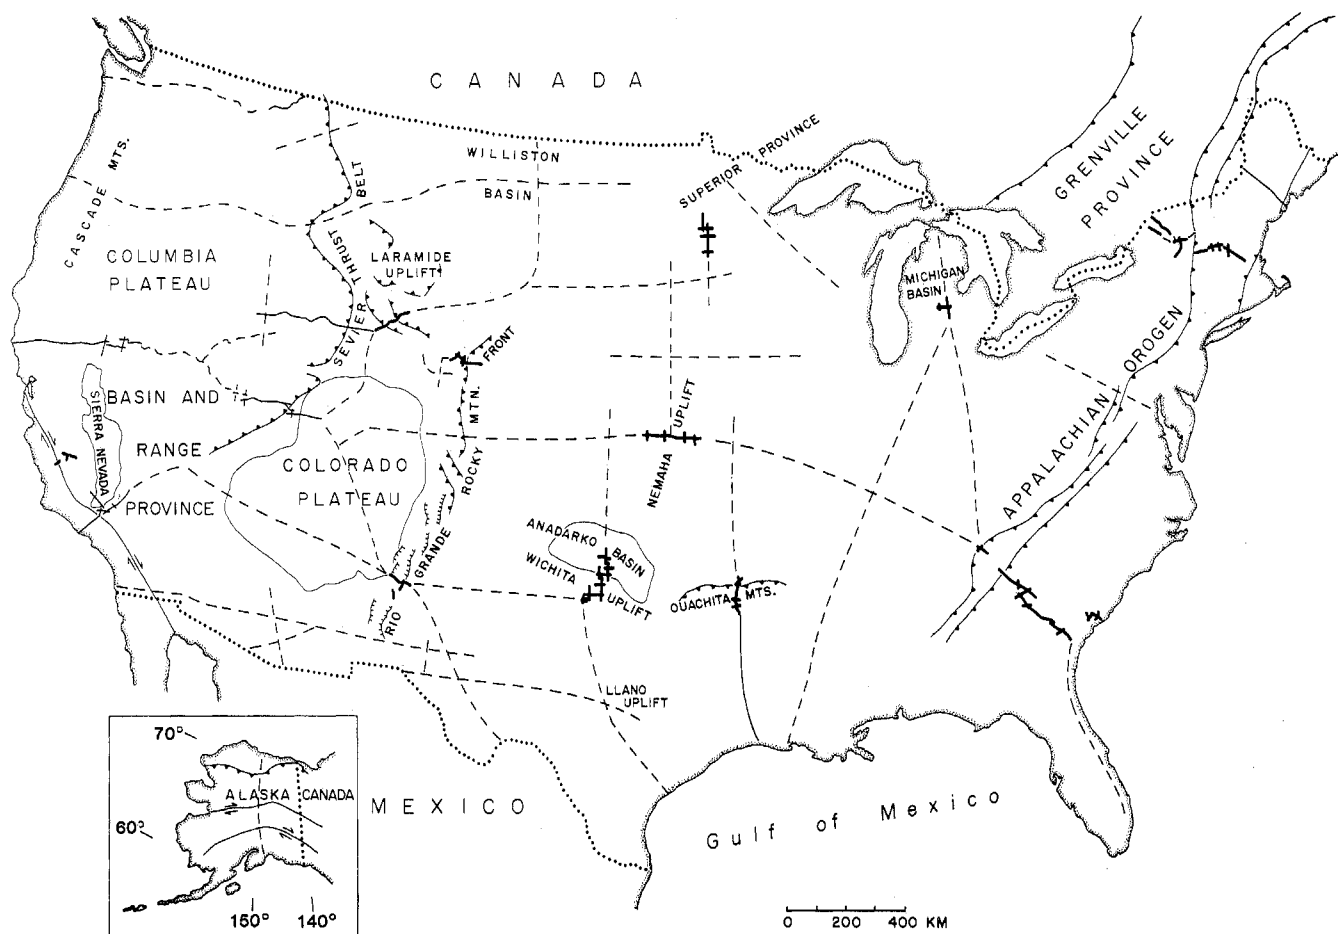 CANADA
CASCADE MTS.
COLUMBIA
PLATEAU
WILLISTON
BASIN
SEVIER THRUST BELT
LARAMIDE
UPLIFT
SUPERIOR PROVINCE
GRENVILLE
PROVINCE
MICHIGAN
BASIN
APPALACHIAN OROGEN
BASIN AND
RANGE
PROVINCE
SIERRA NEVADA
COLORADO
PLATEAU
ROCKY MTN. FRONT
RIO GRANDE
NEMAHA UPLIFT
ANADARKO BASIN
WICHITA UPLIFT
OUACHITA MTS.
LLANO
UPLIFT
MEXICO
Gulf of Mexico
70°
60°
ALASKA CANADA
150° 140°
0 200 400 KM